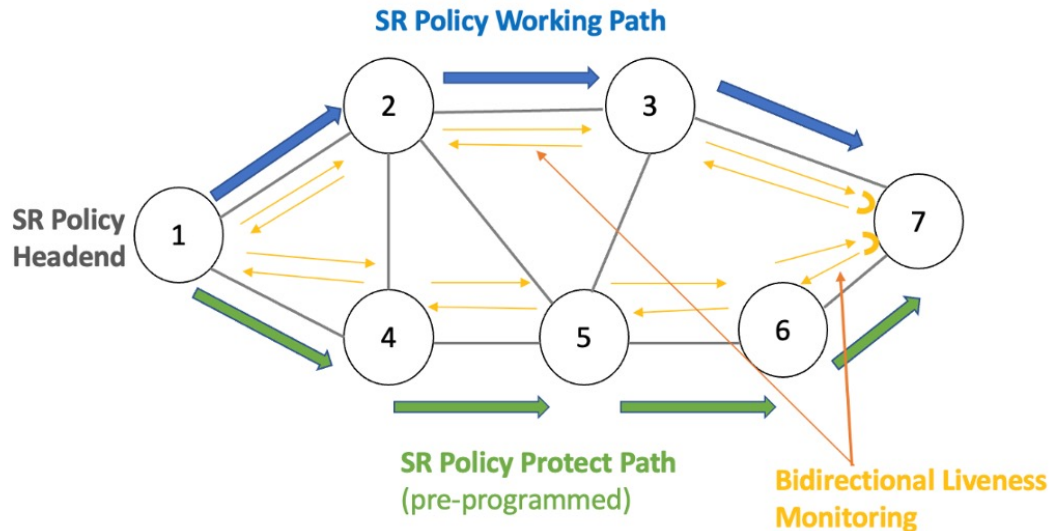 SR Policy Working Path
2
3
SR Policy
Headend
1
7
4
5
6
SR Policy Protect Path
(pre-programmed)
Bidirectional Liveness
Monitoring